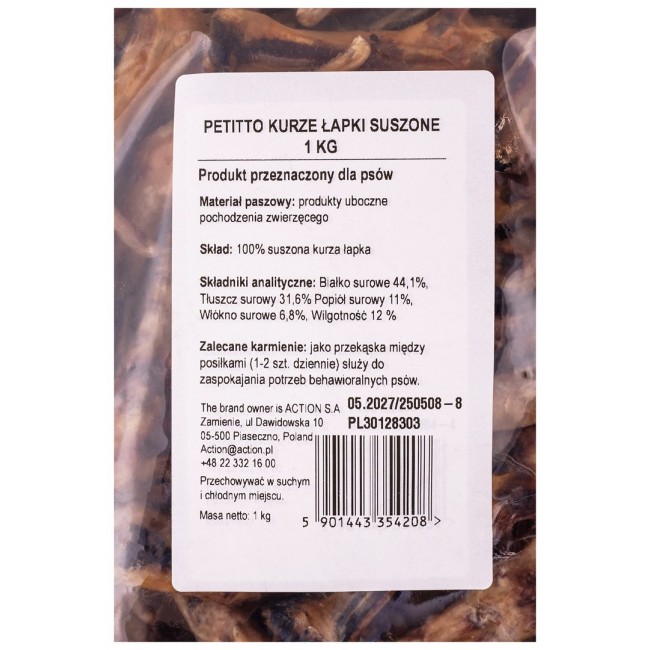 PETITTO KURZE ŁAPKI SUSZONE
1 KG
Produkt przeznaczony dla psów
Materiał paszowy: produkty uboczne
pochodzenia zwierzęcego
Skład: 100% suszona kurza łapka
Składniki analityczne: Białko surowe 44,1%,
Tłuszcz surowy 31,6% Popiół surowy 11%,
Włókno surowe 6,8%, Wilgotność 12 %
Zalecane karmienie: jako przekąska między
posiłkami (1-2 szt. dziennie) służy do
zaspokajania potrzeb behawioralnych psów.
The brand owner is ACTION S.A
Zamienie, ul Dawidowska 10
05-500 Piaseczno, Poland
Action@action.pl
+48 22 332 16 00
05.2027/250508-8
PL30128303
Przechowywać w suchym
i chłodnym miejscu.
Masa netto: 1 kg
5 901443 354208 >